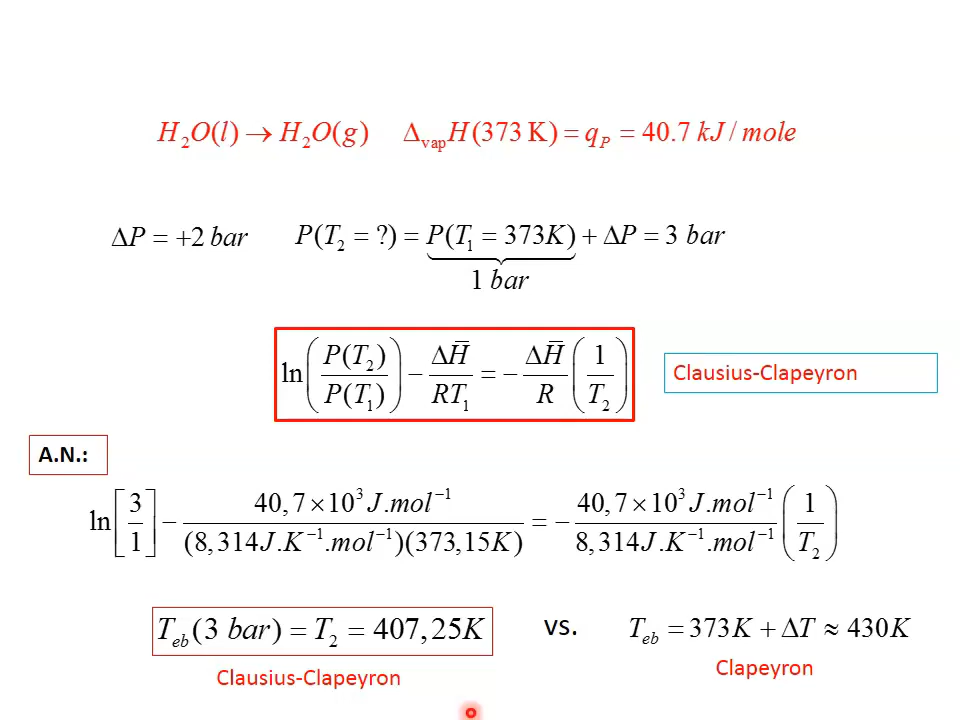 H₂O(l) → H₂O(g) Δ_vap H(373 K) = q_P = 40.7 kJ / mole
ΔP = +2 bar P(T₂ = ?) = P(T₁ = 373K) + ΔP = 3 bar
1 bar
ln(P(T₂)/P(T₁)) − ΔH̅/RT₁ = −ΔH̅/R (1/T₂)
Clausius-Clapeyron
A.N.:
ln[3/1] − 40,7×10³ J.mol⁻¹/(8,314J.K⁻¹.mol⁻¹)(373,15K) = − 40,7×10³ J.mol⁻¹/8,314J.K⁻¹.mol⁻¹ (1/T₂)
T_eb(3 bar) = T₂ = 407,25K vs. T_eb = 373K + ΔT ≈ 430K
Clausius-Clapeyron Clapeyron